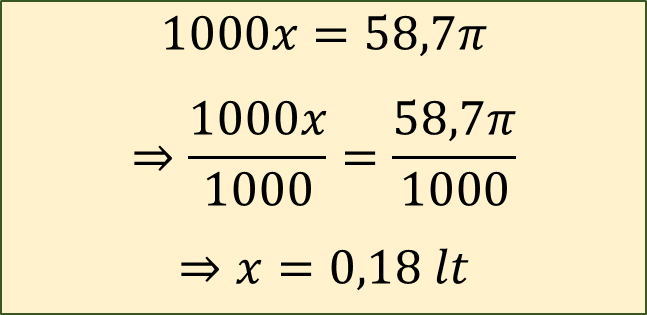 1000x = 58,7π
⇒ 1000x/1000 = 58,7π/1000
⇒ x = 0,18 lt